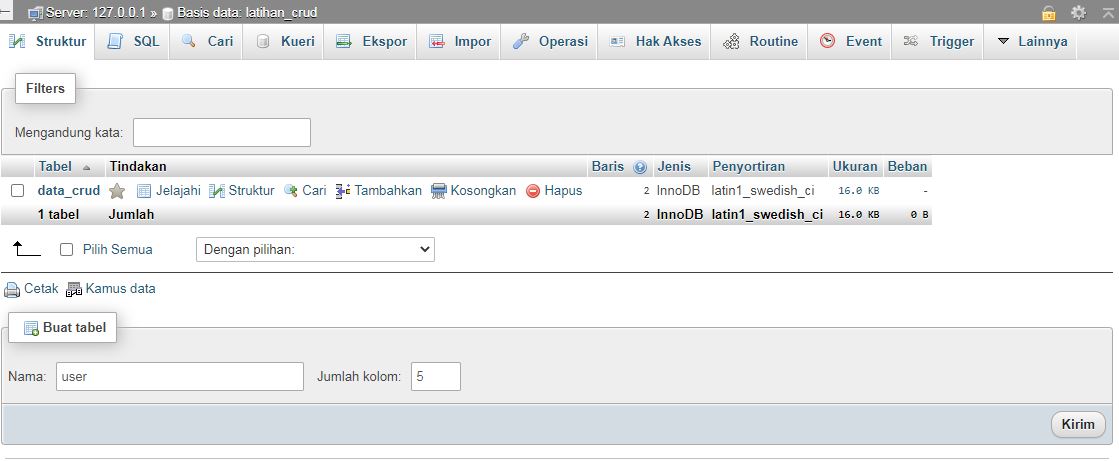 Server: 127.0.0.1 » Basis data: latihan_crud
Struktur SQL Cari Kueri Ekspor Impor Operasi Hak Akses Routine Event Trigger Lainnya
Filters
Mengandung kata:
Tabel Tindakan Baris Jenis Penyortiran Ukuran Beban
data_crud Jelajahi Struktur Cari Tambahkan Kosongkan Hapus 2 InnoDB latin1_swedish_ci 16.0 KB -
1 tabel Jumlah 2 InnoDB latin1_swedish_ci 16.0 KB 0 B
Pilih Semua Dengan pilihan:
Cetak Kamus data
Buat tabel
Nama: user Jumlah kolom: 5
Kirim